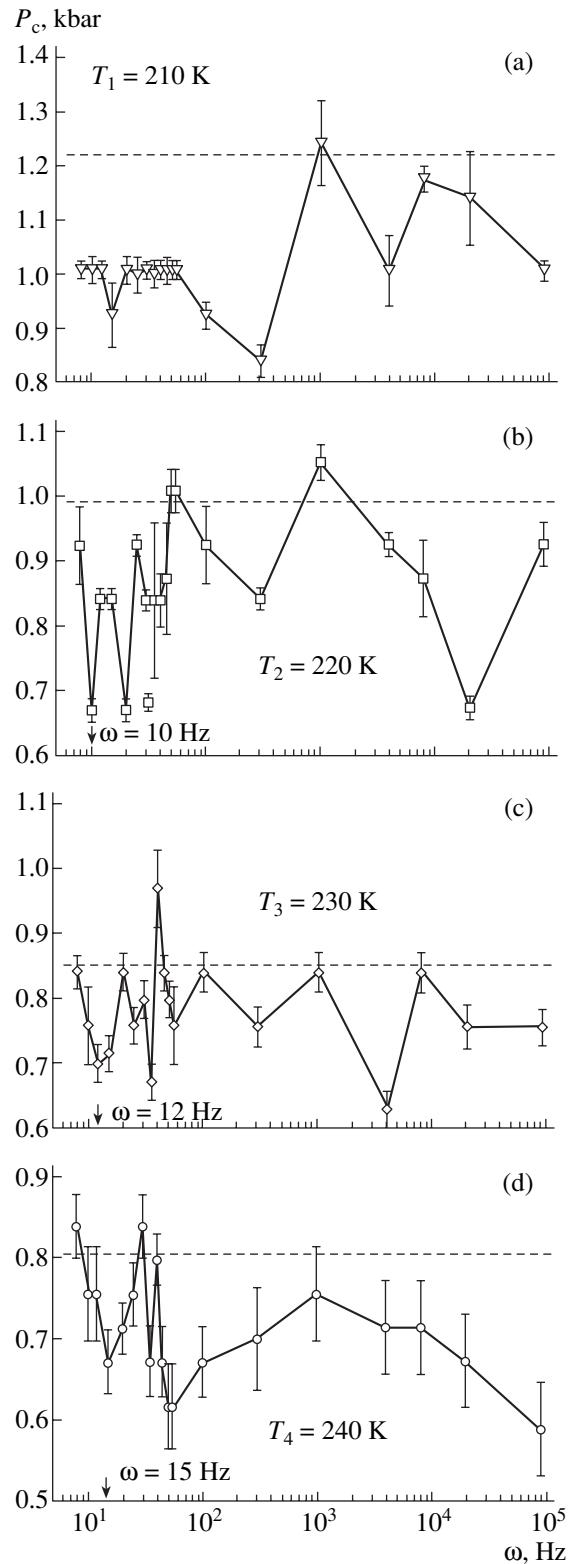 P_c, kbar
1.4
(a)
T_1 = 210 K
1.3
1.2
1.1
1.0
0.9
0.8
1.1
(b)
1.0
0.9
0.8
T_2 = 220 K
0.7
ω = 10 Hz
0.6
1.1
(c)
1.0
T_3 = 230 K
0.9
0.8
0.7
ω = 12 Hz
0.6
0.9
(d)
0.8
0.7
0.6
T_4 = 240 K
ω = 15 Hz
0.5
10^1 10^2 10^3 10^4 10^5
ω, Hz